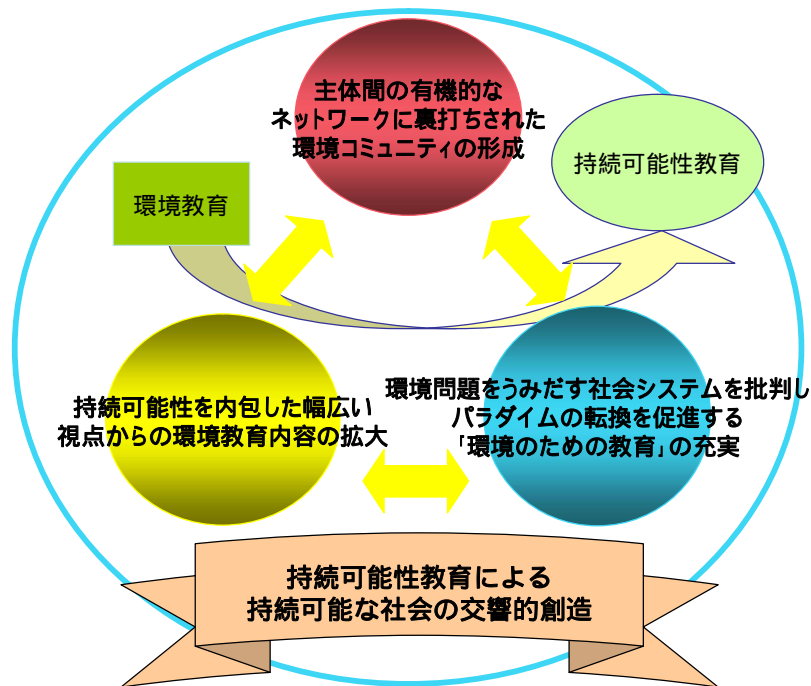 主体間の有機的な
ネットワークに裏打ちされた
環境コミュニティの形成
持続可能性教育
環境教育
環境問題をうみだす社会システムを批判し
パラダイムの転換を促進する
「環境のための教育」の充実
持続可能性を内包した幅広い
視点からの環境教育内容の拡大
持続可能性教育による
持続可能な社会の交響的創造